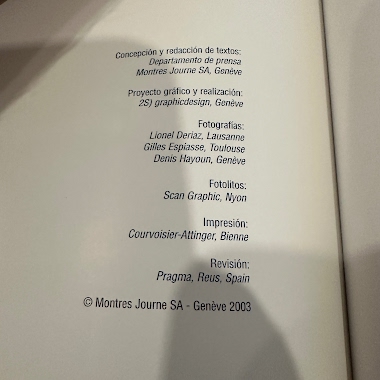 Concepción y redacción de textos:
Departamento de prensa
Montres Journe SA, Genève
Proyecto gráfico y realización:
2S) graphicdesign, Genève
Fotografías:
Lionel Deriaz, Lausanne
Gilles Espiasse, Toulouse
Denis Hayoun, Genève
Fotolitos:
Scan Graphic, Nyon
Impresión:
Courvoisier-Attinger, Bienne
Revisión:
Pragma, Reus, Spain
© Montres Journe SA - Genève 2003